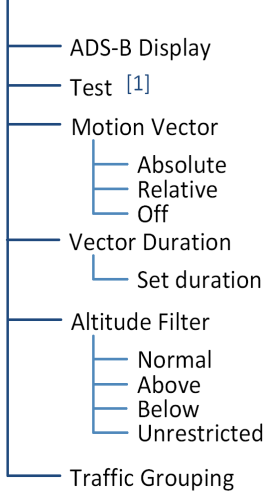 ADS-B Display
Test [1]
Motion Vector
Absolute
Relative
Off
Vector Duration
Set duration
Altitude Filter
Normal
Above
Below
Unrestricted
Traffic Grouping